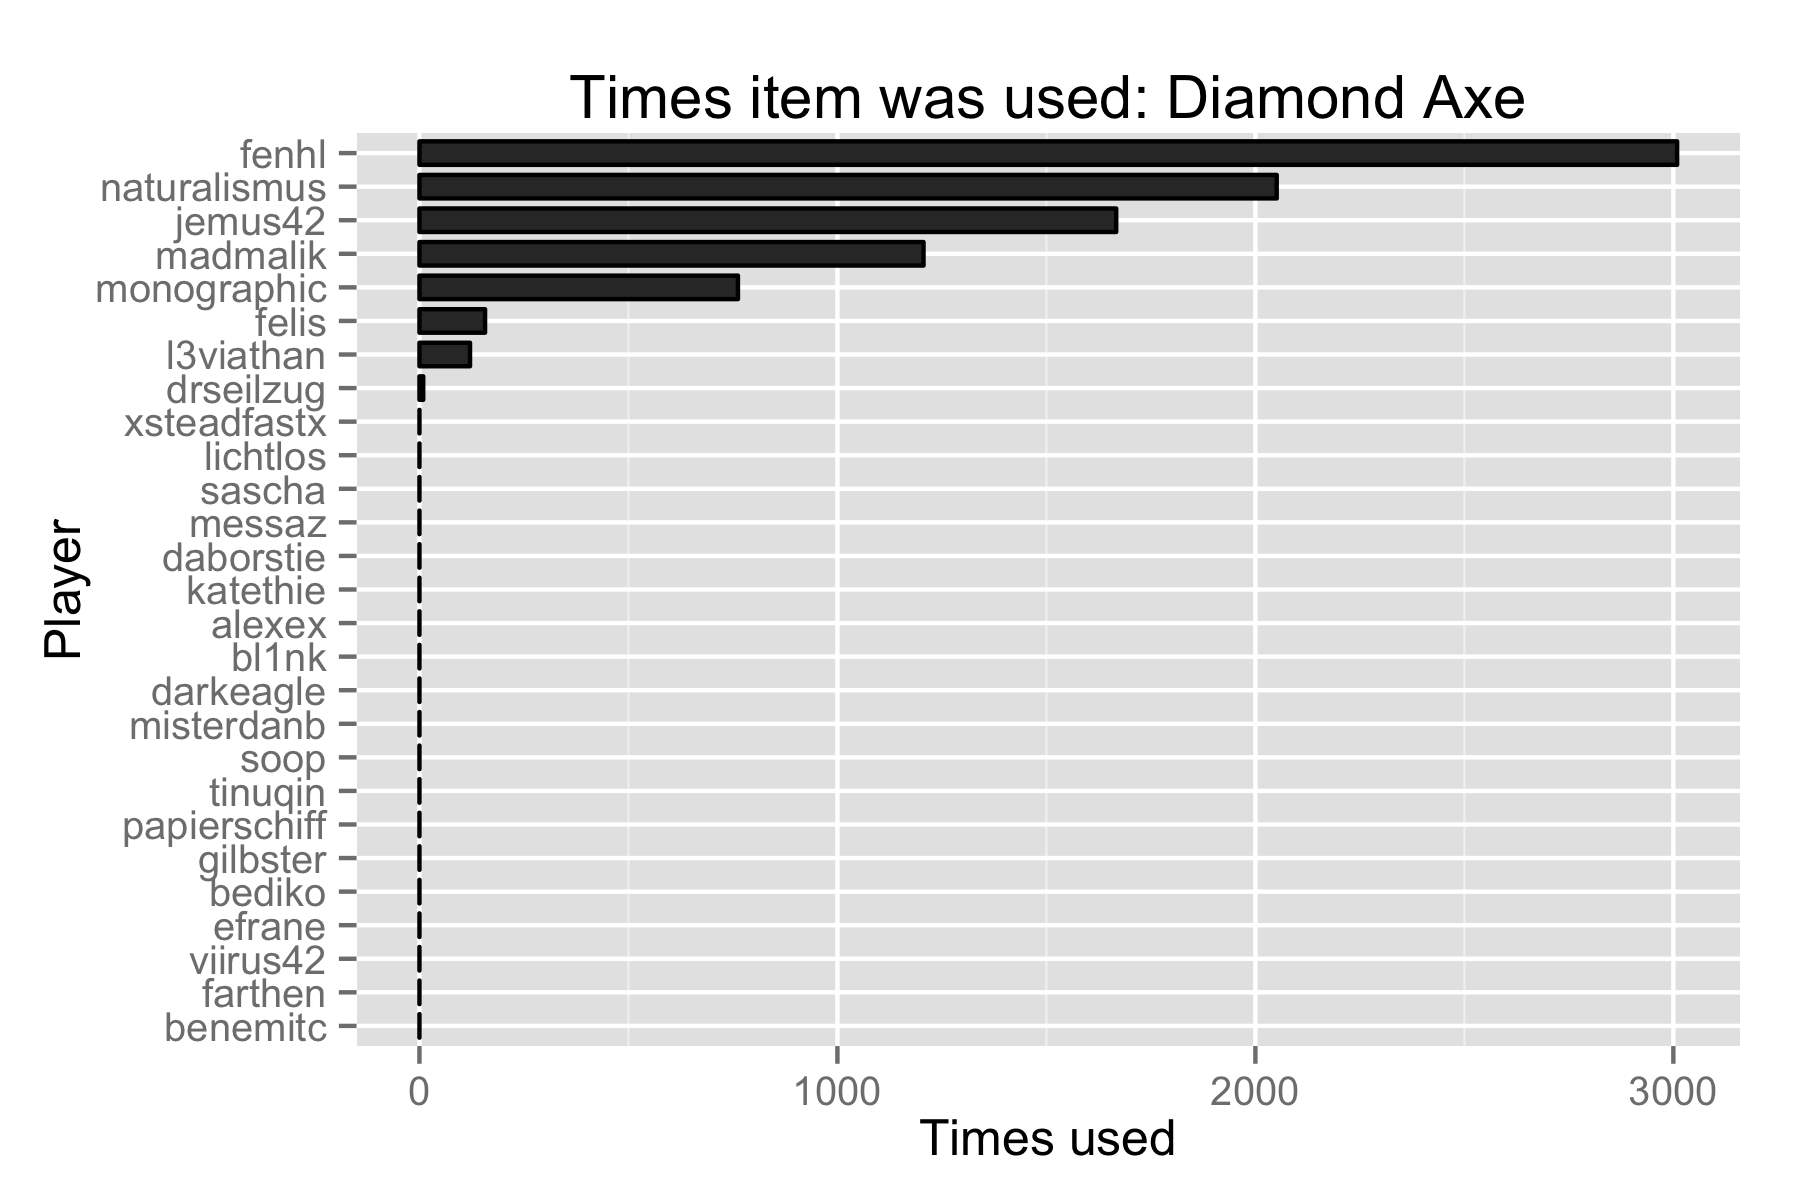 Times item was used: Diamond Axe
fenhl
naturalismus
jemus42
madmalik
monographic
felis
l3viathan
drseilzug
xsteadfastx
lichtlos
sascha
messaz
daborstie
katethie
alexex
bl1nk
darkeagle
misterdanb
soop
tinuqin
papierschiff
gilbster
bediko
efrane
viirus42
farthen
benemitc
Player
0 1000 2000 3000
Times used